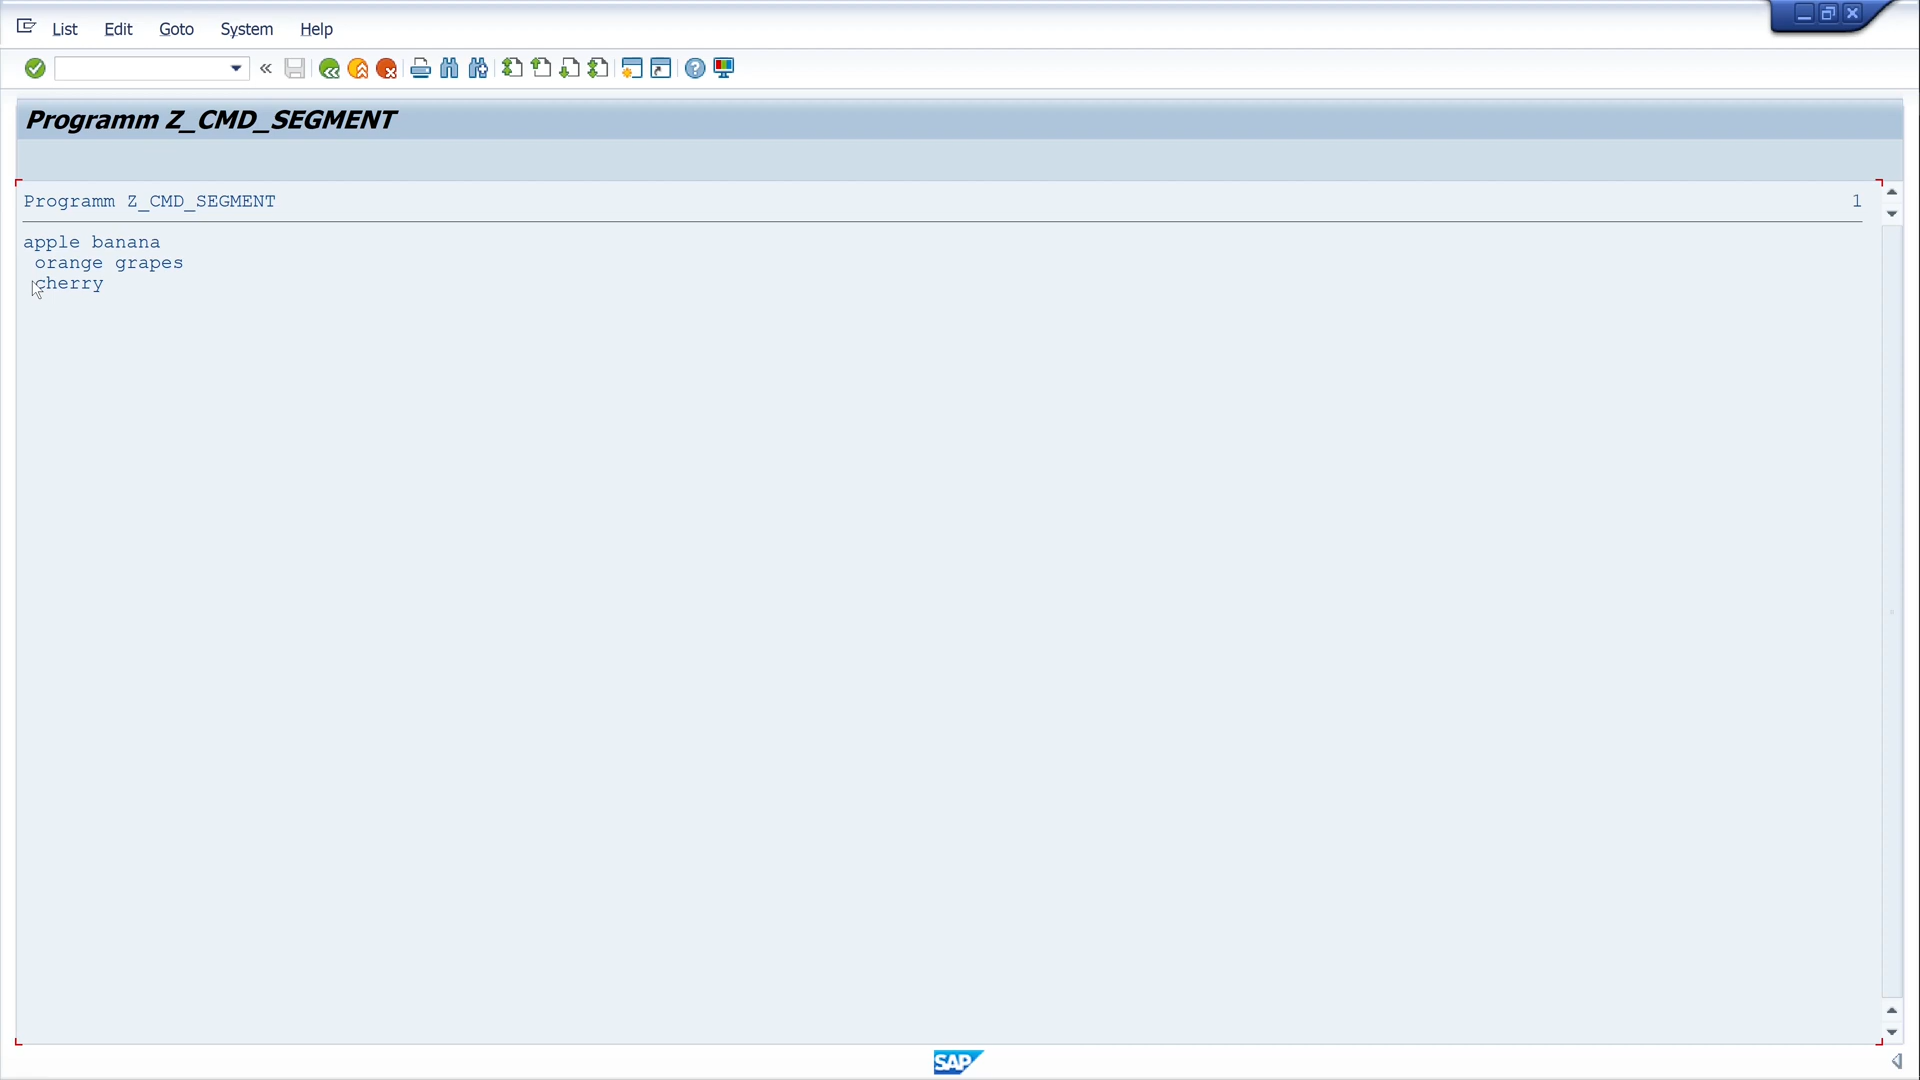 List Edit Goto System Help
Programm Z_CMD_SEGMENT
Programm Z_CMD_SEGMENT 1
apple banana
orange grapes
cherry
SAP